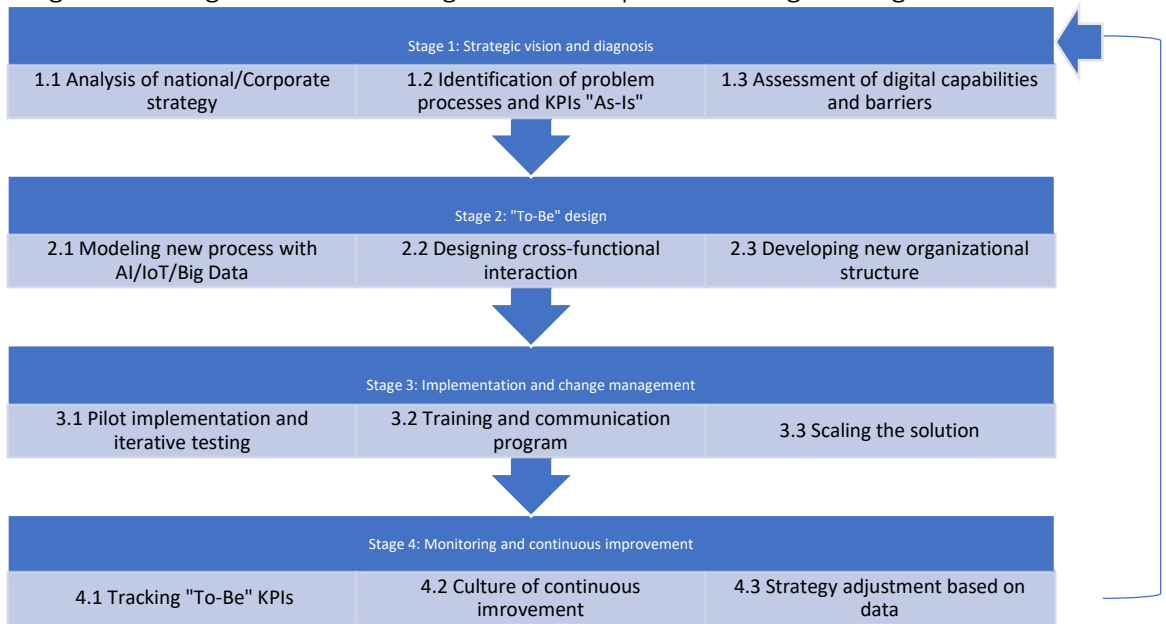 Stage 1: Strategic vision and diagnosis
1.1 Analysis of national/Corporate
strategy
1.2 Identification of problem
processes and KPIs "As-Is"
1.3 Assessment of digital capabilities
and barriers
Stage 2: "To-Be" design
2.1 Modeling new process with
AI/IoT/Big Data
2.2 Designing cross-functional
interaction
2.3 Developing new organizational
structure
Stage 3: Implementation and change management
3.1 Pilot implementation and
iterative testing
3.2 Training and communication
program
3.3 Scaling the solution
Stage 4: Monitoring and continuous improvement
4.1 Tracking "To-Be" KPIs
4.2 Culture of continuous
imrovement
4.3 Strategy adjustment based on
data